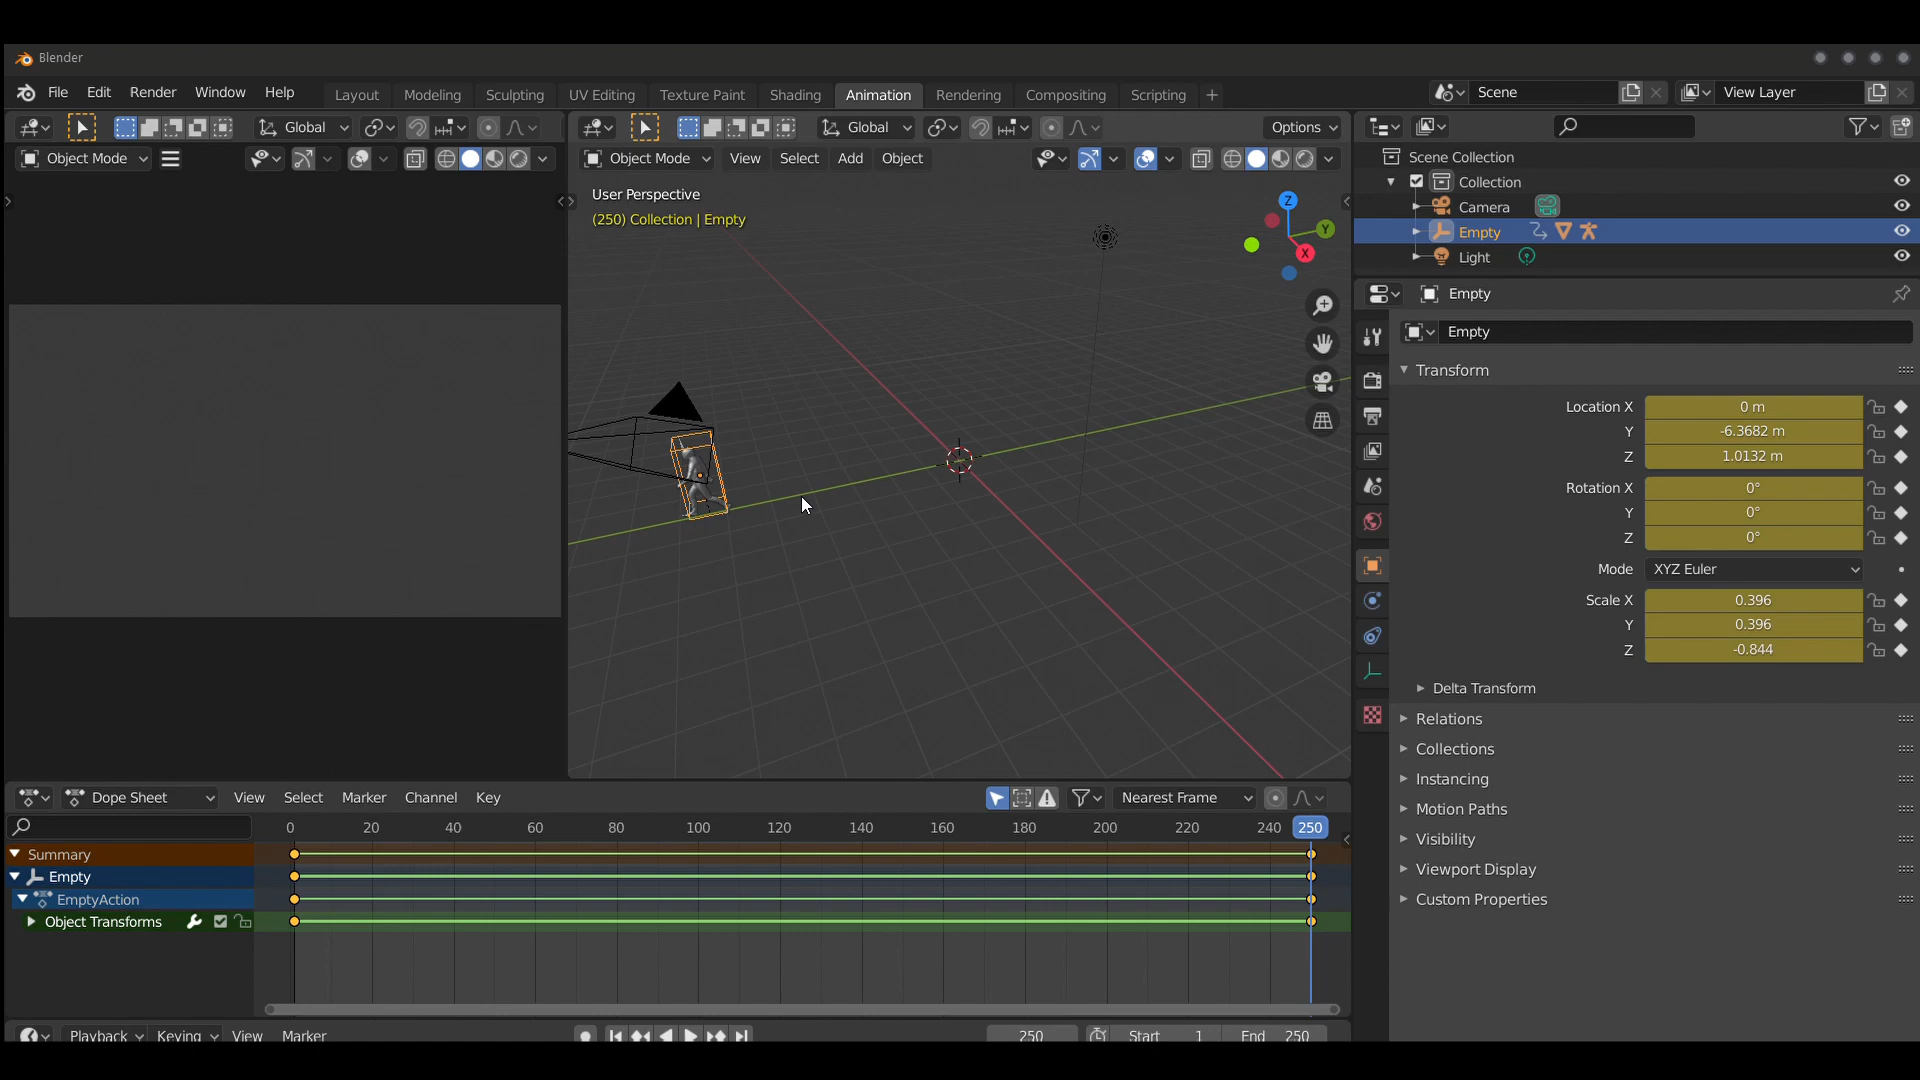 Blender
File Edit Render Window Help Layout Modeling Sculpting UV Editing Texture Paint Shading Animation Rendering Compositing Scripting + Scene View Layer
Global Global Options
Object Mode Object Mode View Select Add Object
Scene Collection
Collection
Camera
Empty
Light
User Perspective
(250) Collection | Empty
Z
Y
X
Empty
Empty
Transform
Location X 0 m
Y -6.3682 m
Z 1.0132 m
Rotation X 0°
Y 0°
Z 0°
Mode XYZ Euler
Scale X 0.396
Y 0.396
Z -0.844
Delta Transform
Relations
Collections
Instancing
Motion Paths
Visibility
Viewport Display
Custom Properties
Dope Sheet View Select Marker Channel Key Nearest Frame
0 20 40 60 80 100 120 140 160 180 200 220 240 250
Summary
Empty
EmptyAction
Object Transforms
Playback Keying View Marker 250 Start 1 End 250